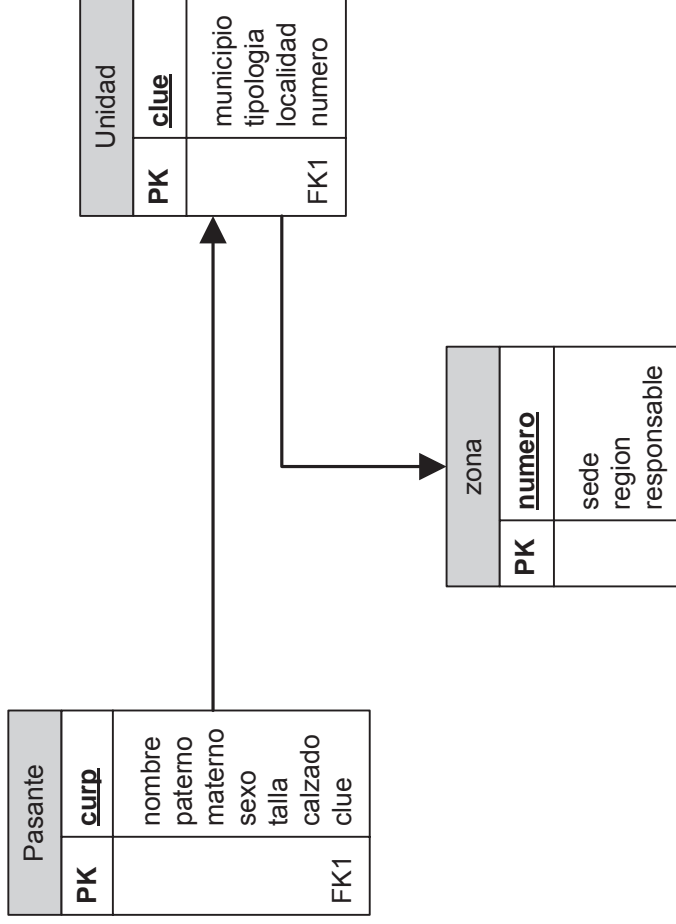 Pasante
PK curp
nombre
paterno
materno
sexo
talla
calzado
FK1 clue
Unidad
PK clue
municipio
tipologia
localidad
FK1 numero
zona
PK numero
sede
region
responsable